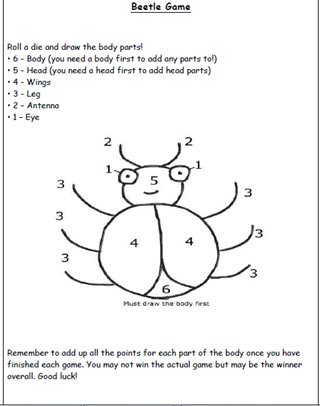 Beetle Game
Roll a die and draw the body parts!
• 6 - Body (you need a body first to add any parts to!)
• 5 - Head (you need a head first to add head parts)
• 4 - Wings
• 3 - Leg
• 2 - Antenna
• 1 - Eye
2 2
1 5 1
3 3
3 4 4 3
3 3
6
Must draw the body first
Remember to add up all the points for each part of the body once you have
finished each game. You may not win the actual game but may be the winner
overall. Good luck!